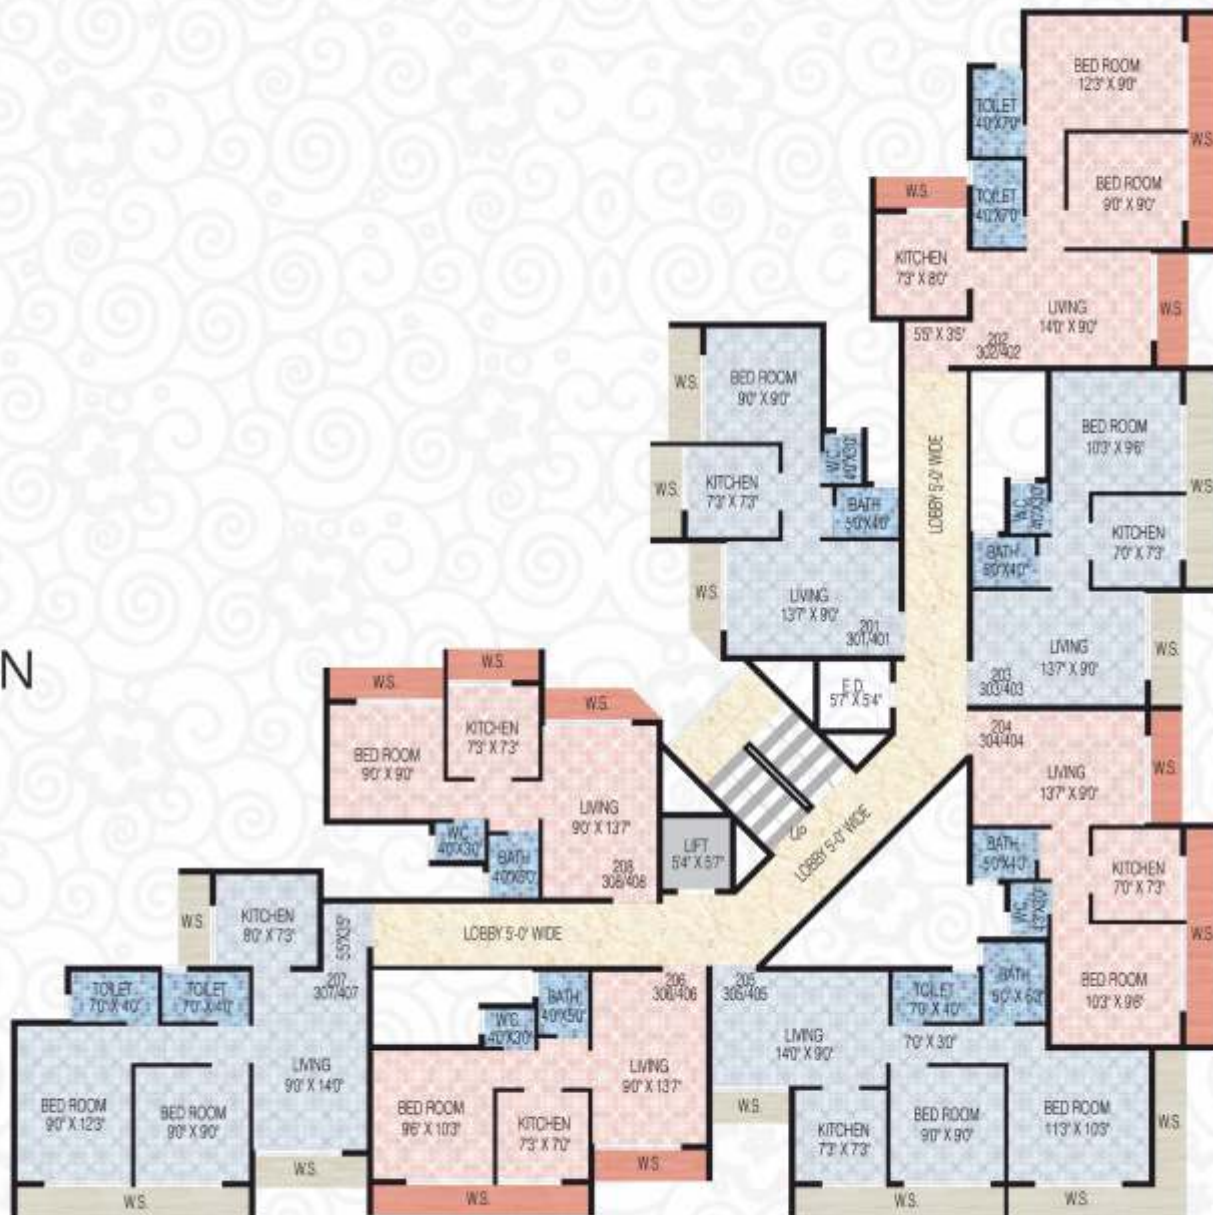 BED ROOM
12'3" X 9'0"
TOILET
4'0"X7'0"
W.S.
BED ROOM
9'0" X 9'0"
TOILET
4'0"X7'0"
W.S.
KITCHEN
7'3" X 8'0"
LIVING
14'0" X 9'0"
W.S.
5'5" X 3'5"
202
302/402
BED ROOM
9'0" X 9'0"
W.S.
W.C.
4'0"X3'0"
KITCHEN
7'3" X 7'3"
W.S.
BATH
5'0"X4'0"
LIVING
13'7" X 9'0"
W.S.
201
301/401
LOBBY 5'-0" WIDE
BED ROOM
10'3" X 9'6"
W.S.
W.C.
4'0"X3'0"
KITCHEN
7'0" X 7'3"
BATH
LIVING
13'7" X 9'0"
W.S.
203
303/403
E.D.
5'7" X 5'4"
N
204
304/404
LIVING
13'7" X 9'0"
W.S.
BATH
5'0"X4'0"
KITCHEN
7'0" X 7'3"
W.C.
W.S.
BED ROOM
10'3" X 9'6"
BATH
W.S.
W.S.
W.S.
KITCHEN
7'3" X 7'3"
BED ROOM
9'0" X 9'0"
LIVING
9'0" X 13'7"
W.C.
4'0"X3'0"
BATH
208
308/408
LIFT
5'4" X 5'7"
UP
LOBBY 5'-0" WIDE
LOBBY 5'-0" WIDE
W.S.
KITCHEN
8'0" X 7'3"
5'5"X3'5"
207
307/407
TOILET
7'0" X 4'0"
TOILET
7'0" X 4'0"
LIVING
9'0" X 14'0"
BED ROOM
9'0" X 12'3"
BED ROOM
9'0" X 9'0"
W.S.
W.S.
206
306/406
BATH
4'0"X5'0"
W.C.
4'0"X3'0"
LIVING
9'0" X 13'7"
BED ROOM
9'6" X 10'3"
KITCHEN
7'3" X 7'0"
W.S.
W.S.
205
305/405
TOILET
7'0" X 4'0"
LIVING
14'0" X 9'0"
7'0" X 3'0"
W.S.
KITCHEN
7'3" X 7'3"
BED ROOM
9'0" X 9'0"
BED ROOM
11'3" X 10'3"
W.S.
W.S.
W.S.